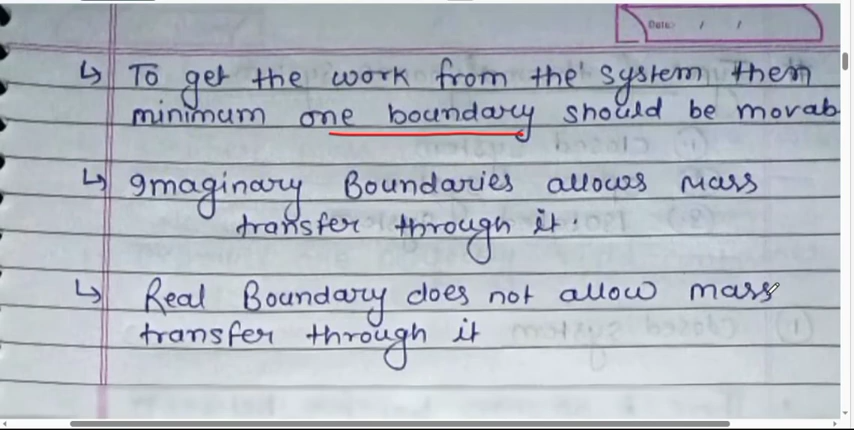 Date: / /
↳ To get the work from the system then
minimum one boundary should be movab
↳ Imaginary Boundaries allows Mass
transfer through it.
↳ Real Boundary does not allow mass
transfer through it